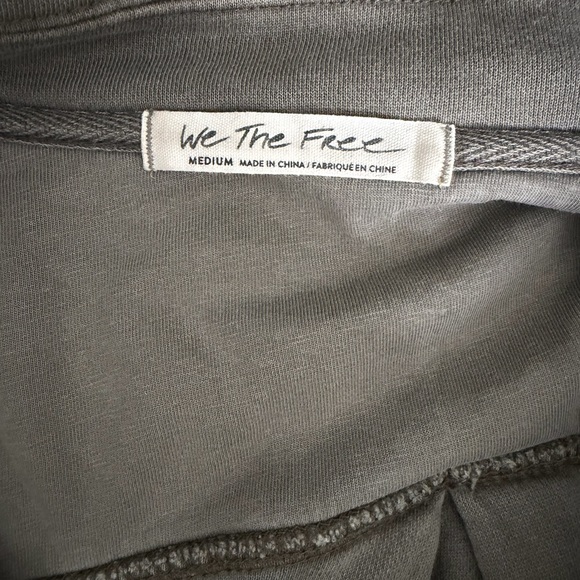 We The Free
MEDIUM MADE IN CHINA / FABRIQUÉ EN CHINE